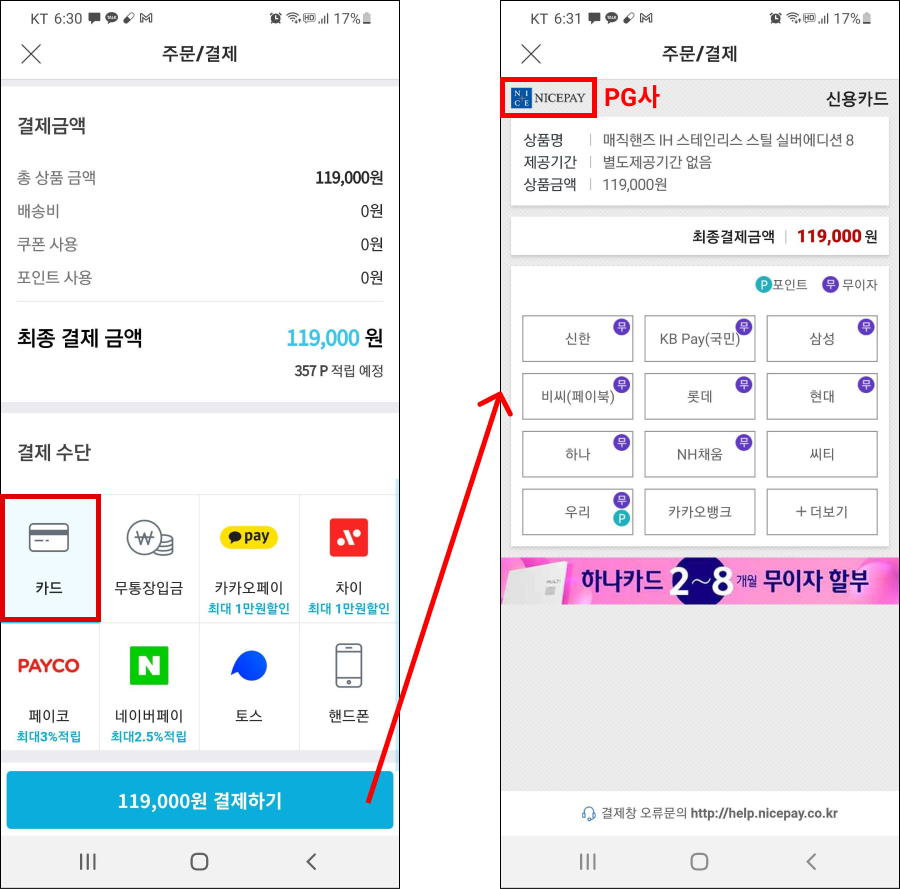 KT 6:30
17%
주문/결제
결제금액
총 상품 금액 119,000원
배송비 0원
쿠폰 사용 0원
포인트 사용 0원
최종 결제 금액 119,000 원
357 P 적립 예정
결제 수단
카드
무통장입금
pay
카카오페이
최대 1만원할인
차이
최대 1만원할인
PAYCO
페이코
최대3%적립
N
네이버페이
최대2.5%적립
토스
핸드폰
119,000원 결제하기
KT 6:31
17%
주문/결제
NICE NICEPAY PG사 신용카드
상품명 매직핸즈 IH 스테인리스 스틸 실버에디션 8
제공기간 별도제공기간 없음
상품금액 119,000원
최종결제금액 119,000 원
P 포인트 무 무이자
신한 무 KB Pay(국민) 무 삼성 무
비씨(페이북) 무 롯데 무 현대 무
하나 무 NH채움 무 씨티
우리 무 P 카카오뱅크 + 더보기
하나카드 2~8 개월 무이자 할부
결제창 오류문의 http://help.nicepay.co.kr